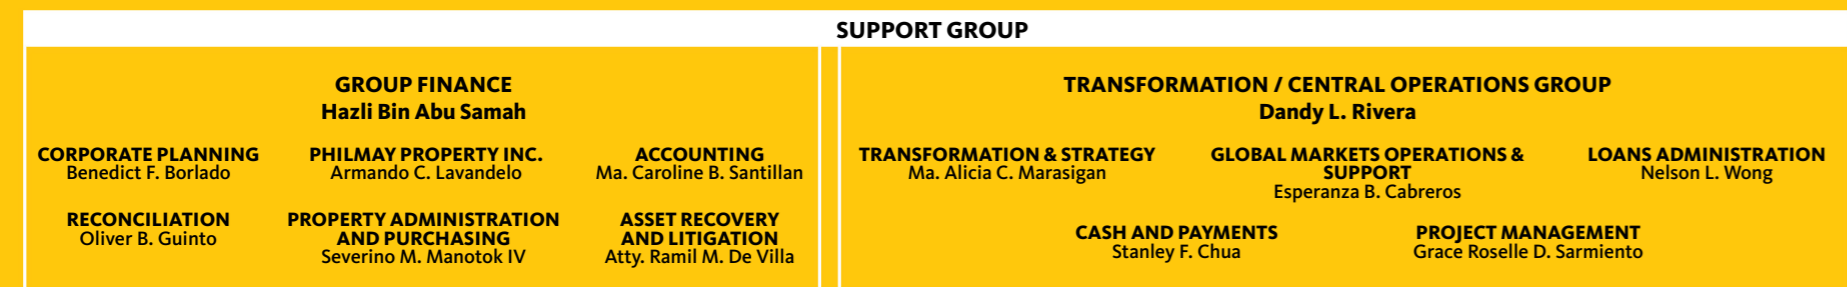 SUPPORT GROUP
GROUP FINANCE
Hazli Bin Abu Samah
CORPORATE PLANNING
Benedict F. Borlado
PHILMAY PROPERTY INC.
Armando C. Lavandelo
ACCOUNTING
Ma. Caroline B. Santillan
RECONCILIATION
Oliver B. Guinto
PROPERTY ADMINISTRATION
AND PURCHASING
Severino M. Manotok IV
ASSET RECOVERY
AND LITIGATION
Atty. Ramil M. De Villa
TRANSFORMATION / CENTRAL OPERATIONS GROUP
Dandy L. Rivera
TRANSFORMATION & STRATEGY
Ma. Alicia C. Marasigan
GLOBAL MARKETS OPERATIONS &
SUPPORT
Esperanza B. Cabreros
LOANS ADMINISTRATION
Nelson L. Wong
CASH AND PAYMENTS
Stanley F. Chua
PROJECT MANAGEMENT
Grace Roselle D. Sarmiento